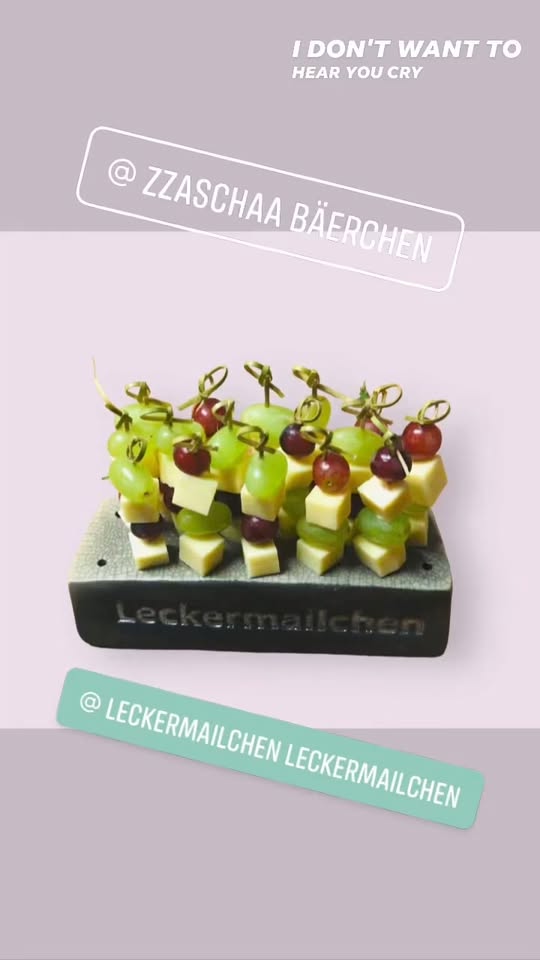 I DON'T WANT TO
HEAR YOU CRY
@ ZZASCHAA BÄERCHEN
Leckermailchen
@ LECKERMAILCHEN LECKERMAILCHEN